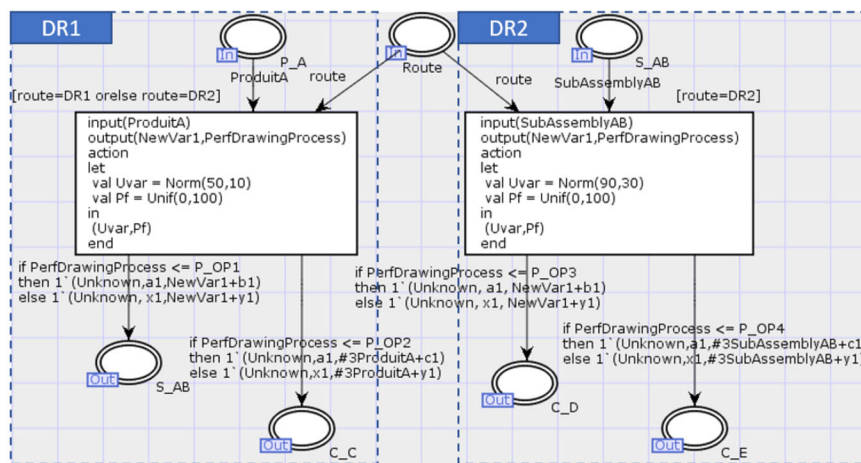 DR1
DR2
In
P_A
In
Route
In
S_AB
ProduitA
route
route
SubAssemblyAB
[route=DR1 orelse route=DR2]
[route=DR2]
input(ProduitA)
output(NewVar1,PerfDrawingProcess)
action
let
val Uvar = Norm(50,10)
val Pf = Unif(0,100)
in
(Uvar,Pf)
end
input(SubAssemblyAB)
output(NewVar1,PerfDrawingProcess)
action
let
val Uvar = Norm(90,30)
val Pf = Unif(0,100)
in
(Uvar,Pf)
end
if PerfDrawingProcess <= P_OP1
then 1`(Unknown,a1,NewVar1+b1)
else 1`(Unknown, x1,NewVar1+y1)
if PerfDrawingProcess <= P_OP3
then 1`(Unknown, a1, NewVar1+b1)
else 1`(Unknown, x1, NewVar1+y1)
if PerfDrawingProcess <= P_OP2
then 1`(Unknown,a1,#3ProduitA+c1)
else 1`(Unknown,x1,#3ProduitA+y1)
if PerfDrawingProcess <= P_OP4
then 1`(Unknown,a1,#3SubAssemblyAB+c1
else 1`(Unknown,x1,#3SubAssemblyAB+y1)
Out
S_AB
Out
C_D
Out
C_C
Out
C_E